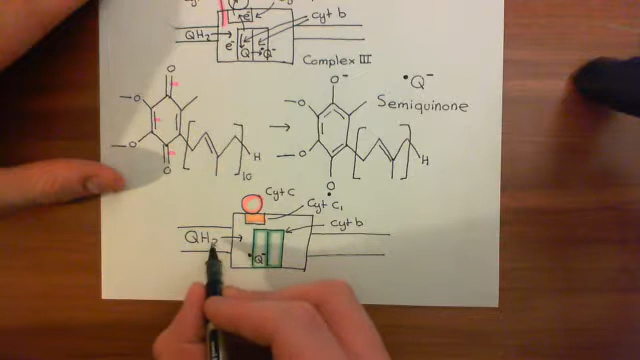 Cyt b
e⁻
QH₂
e⁻
Q → •Q⁻
Complex III
O
O
O
O
H
10
O⁻
O
O
O
•
H
•Q⁻
Semiquinone
Cyt C
Cyt C₁
Cyt b
QH₂
•Q⁻